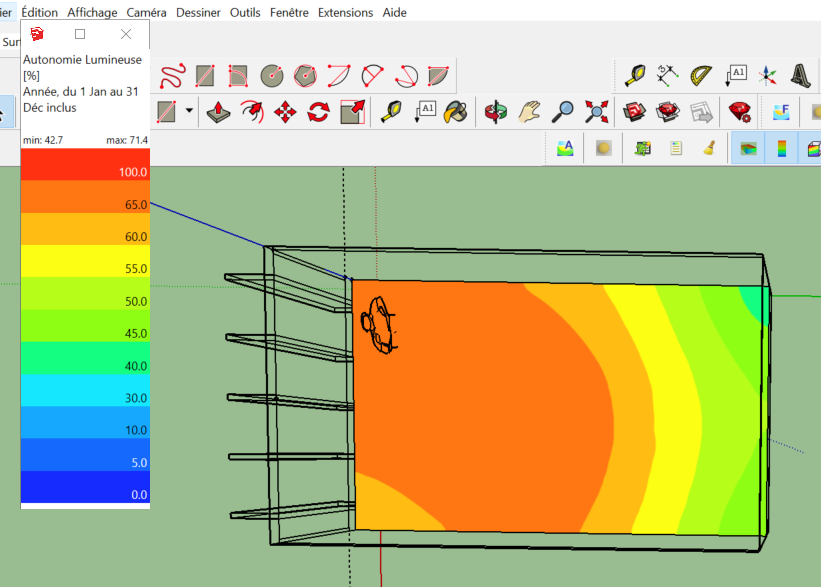 ier Édition Affichage Caméra Dessiner Outils Fenêtre Extensions Aide
Sur
Autonomie Lumineuse
[%]
Année, du 1 Jan au 31
Déc inclus
min: 42.7 max: 71.4
100.0
65.0
60.0
55.0
50.0
45.0
40.0
30.0
10.0
5.0
0.0
A1
A1
F
A